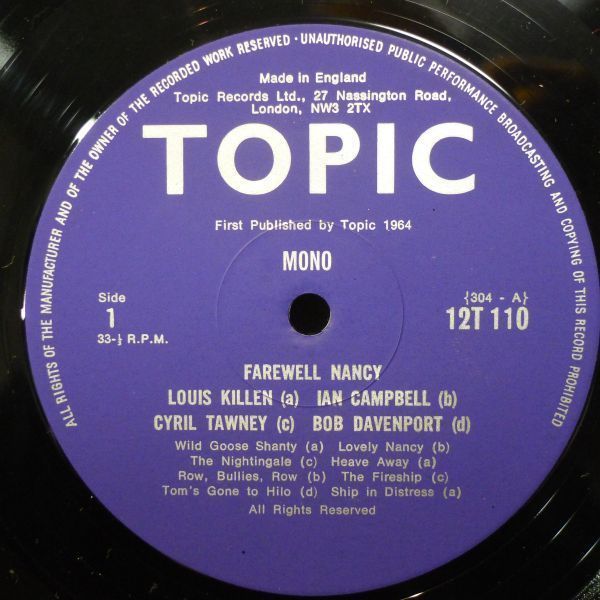 ALL RIGHTS OF THE MANUFACTURER AND OF THE OWNER OF THE RECORDED WORK RESERVED · UNAUTHORISED PUBLIC PERFORMANCE BROADCASTING AND COPYING OF THIS RECORD PROHIBITED
Made in England
Topic Records Ltd., 27 Nassington Road,
London, NW3 2TX
TOPIC
First Published by Topic 1964
MONO
Side
1
33-⅓ R.P.M.
{304 - A}
12T 110
FAREWELL NANCY
LOUIS KILLEN (a) IAN CAMPBELL (b)
CYRIL TAWNEY (c) BOB DAVENPORT (d)
Wild Goose Shanty (a) Lovely Nancy (b)
The Nightingale (c) Heave Away (a)
Row, Bullies, Row (b) The Fireship (c)
Tom's Gone to Hilo (d) Ship in Distress (a)
All Rights Reserved